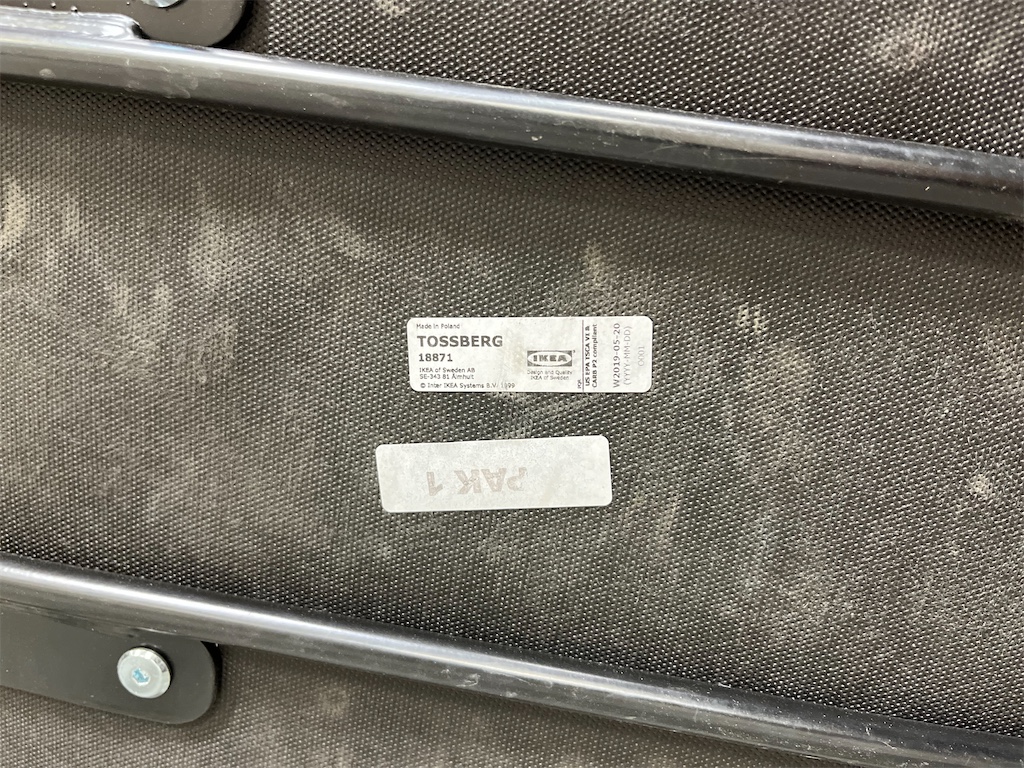 Made in Poland
TOSSBERG
18871
IKEA of Sweden AB
SE-343 81 Älmhult
© Inter IKEA Systems B.V. 1999
IKEA
Design and Quality
IKEA of Sweden
US EPA TSCA VI &
CARB P2 compliant
W2019-05-20
(YYYY-MM-DD)
0001
PAK 1